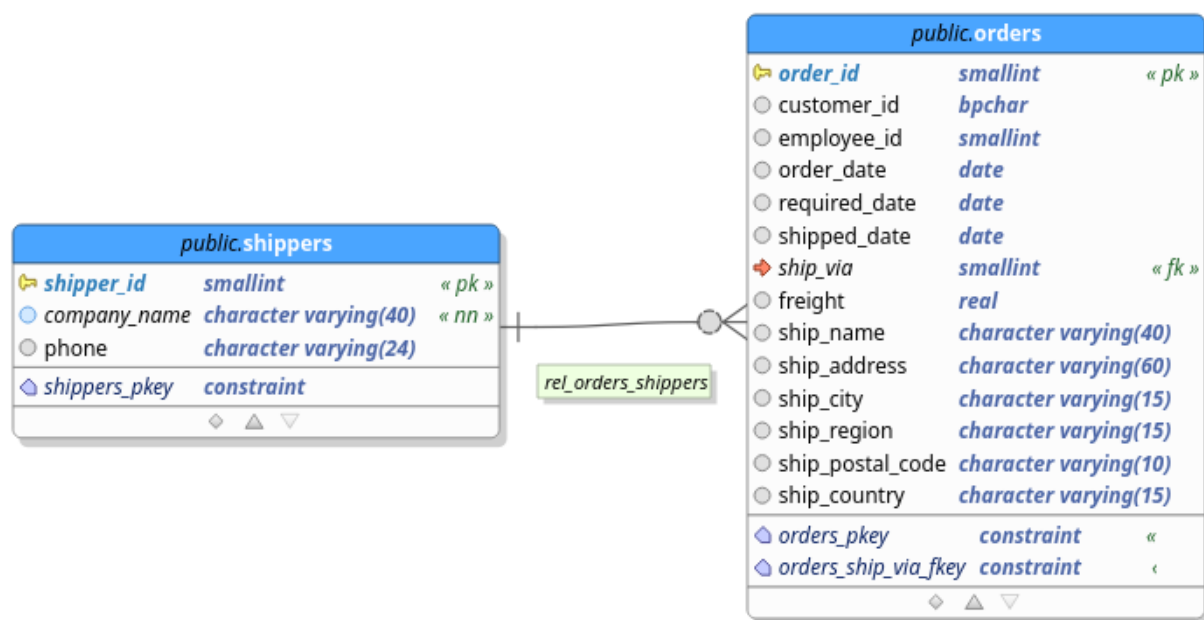 public.shippers
shipper_id smallint « pk »
company_name character varying(40) « nn »
phone character varying(24)
shippers_pkey constraint
rel_orders_shippers
public.orders
order_id smallint « pk »
customer_id bpchar
employee_id smallint
order_date date
required_date date
shipped_date date
ship_via smallint « fk »
freight real
ship_name character varying(40)
ship_address character varying(60)
ship_city character varying(15)
ship_region character varying(15)
ship_postal_code character varying(10)
ship_country character varying(15)
orders_pkey constraint «
orders_ship_via_fkey constraint ‹